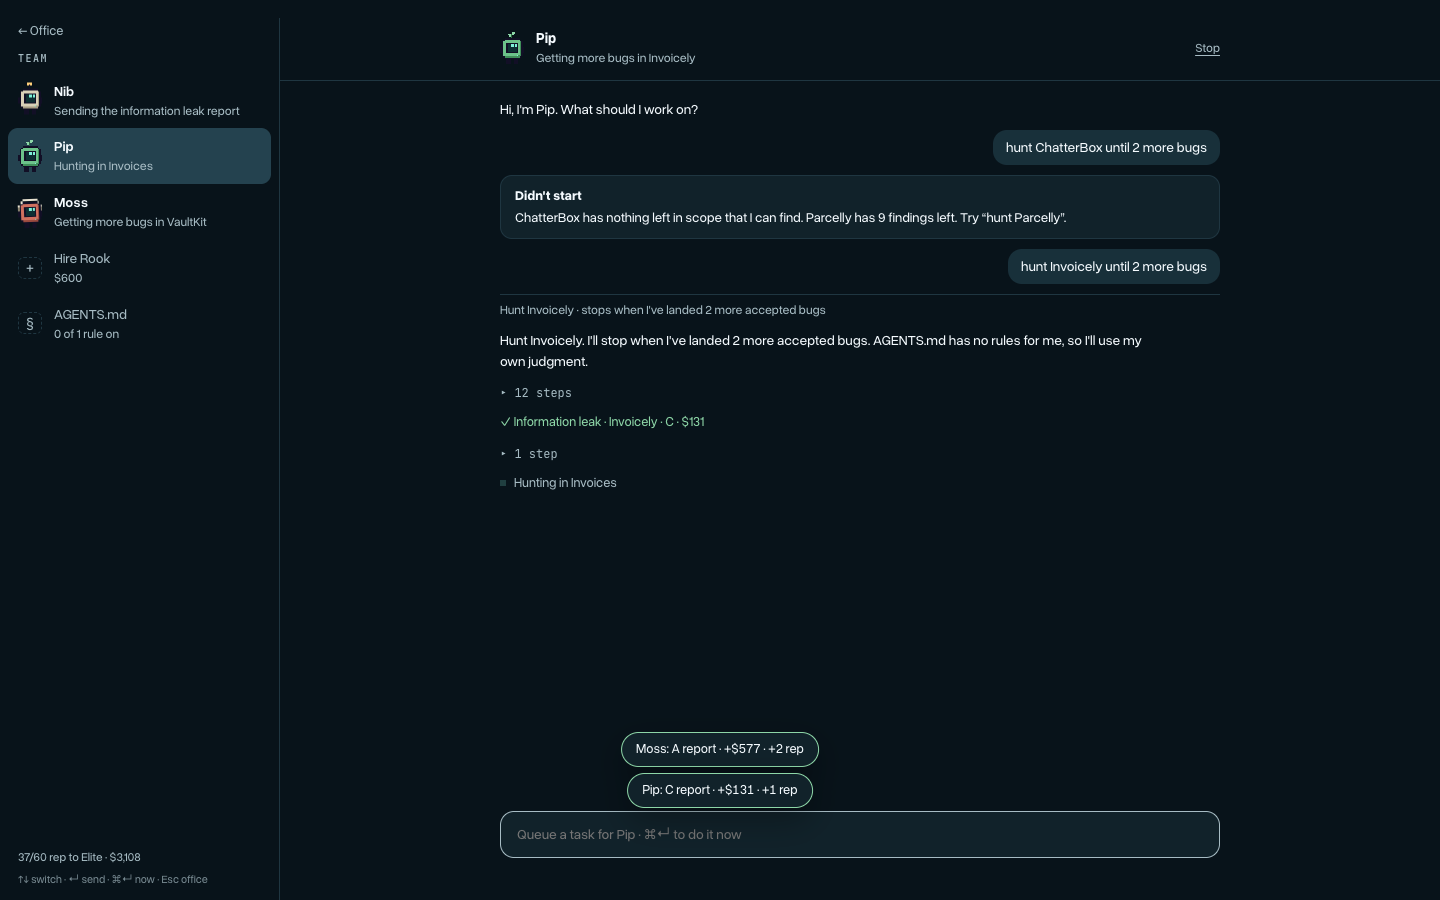 ← Office
TEAM
Nib
Sending the information leak report
Pip
Hunting in Invoices
Moss
Getting more bugs in VaultKit
+
Hire Rook
$600
§
AGENTS.md
0 of 1 rule on
37/60 rep to Elite · $3,108
↑↓ switch · ↵ send · ⌘↵ now · Esc office
Pip
Getting more bugs in Invoicely
Stop
Hi, I'm Pip. What should I work on?
hunt ChatterBox until 2 more bugs
Didn't start
ChatterBox has nothing left in scope that I can find. Parcelly has 9 findings left. Try “hunt Parcelly”.
hunt Invoicely until 2 more bugs
Hunt Invoicely · stops when I've landed 2 more accepted bugs
Hunt Invoicely. I'll stop when I've landed 2 more accepted bugs. AGENTS.md has no rules for me, so I'll use my
own judgment.
▸ 12 steps
✓ Information leak · Invoicely · C · $131
▸ 1 step
Hunting in Invoices
Moss: A report · +$577 · +2 rep
Pip: C report · +$131 · +1 rep
Queue a task for Pip · ⌘↵ to do it now